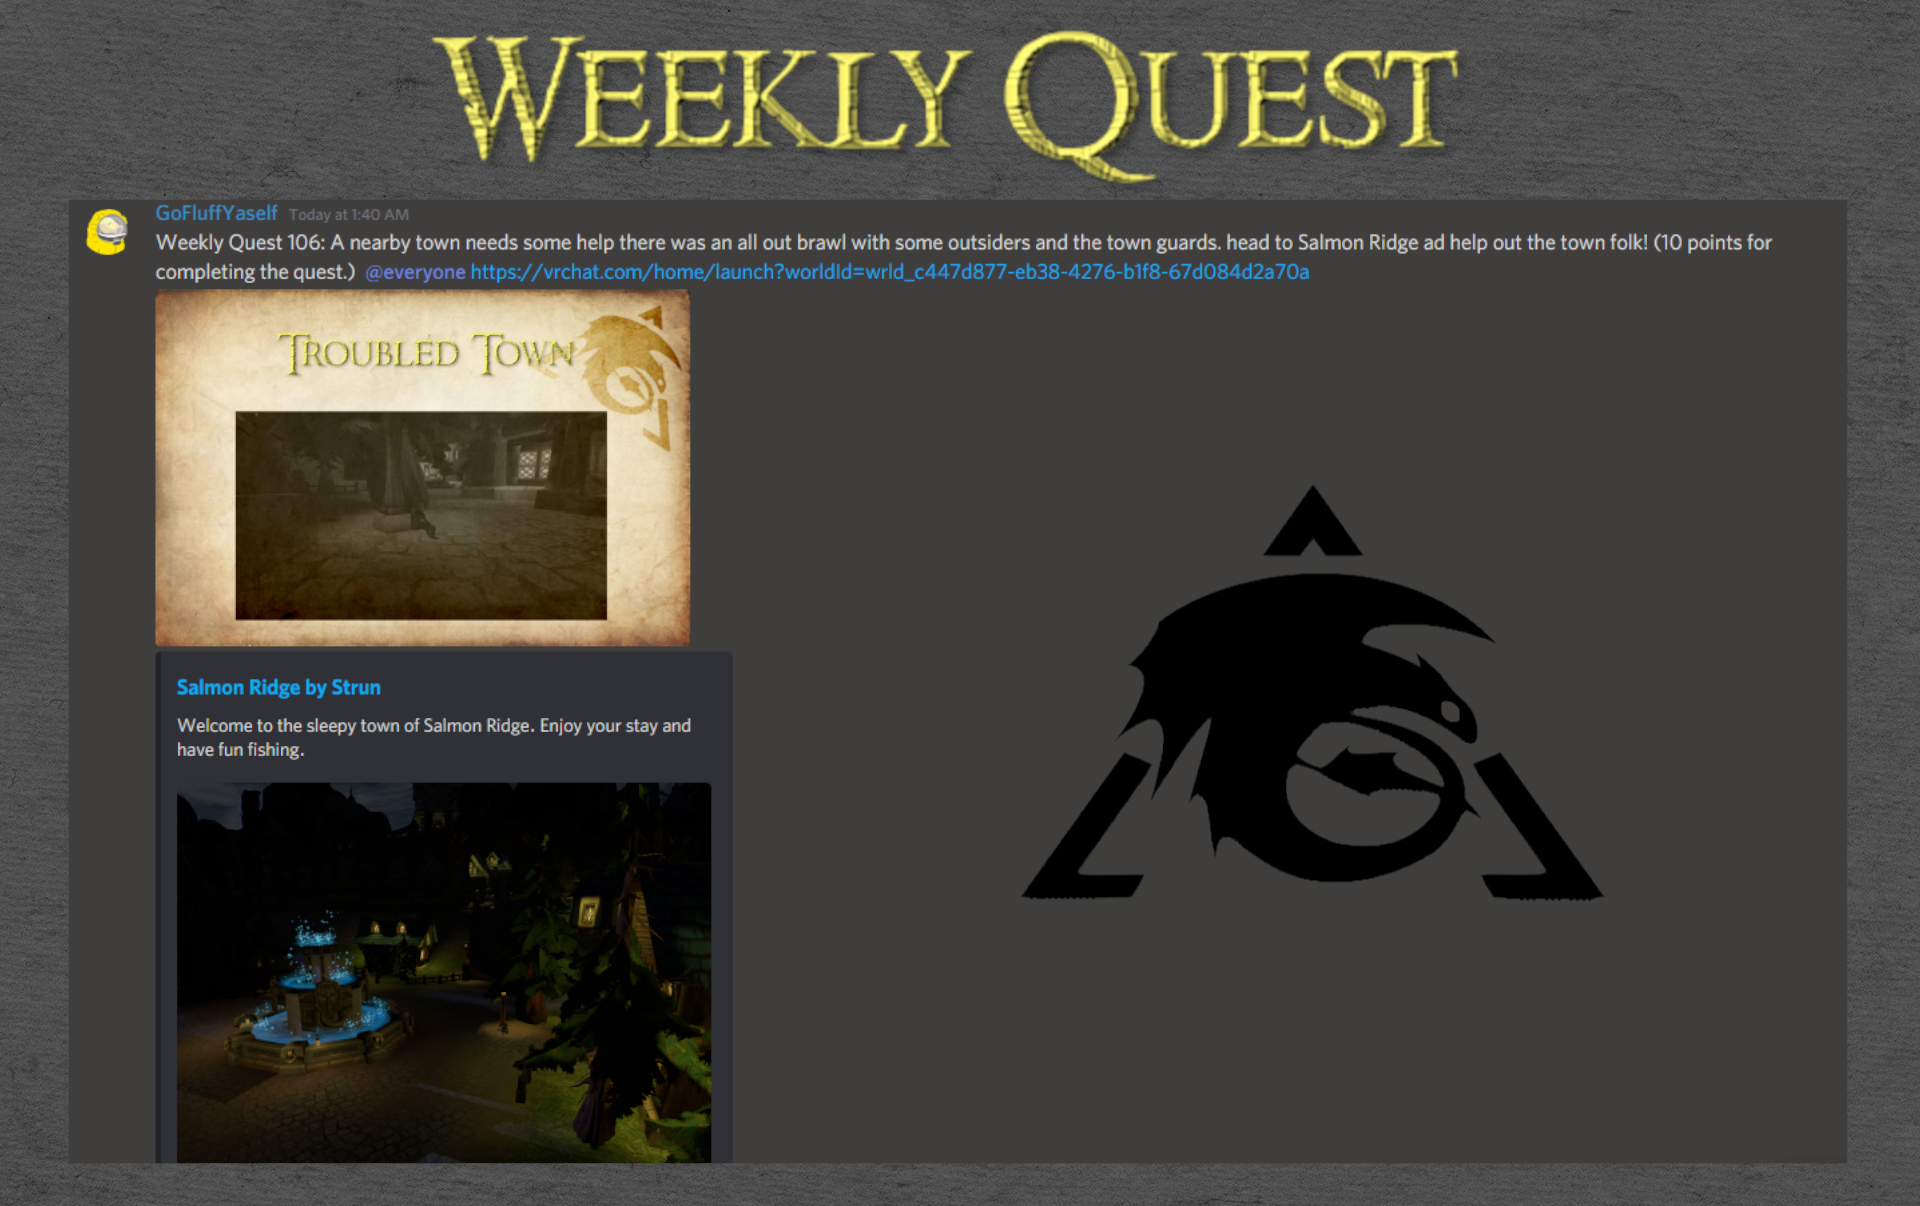 WEEKLY QUEST
GoFluffYaself Today at 1:40 AM
Weekly Quest 106: A nearby town needs some help there was an all out brawl with some outsiders and the town guards. head to Salmon Ridge ad help out the town folk! (10 points for
completing the quest.) @everyone https://vrchat.com/home/launch?worldId=wrld_c447d877-eb38-4276-b1f8-67d084d2a70a
TROUBLED TOWN
Salmon Ridge by Strun
Welcome to the sleepy town of Salmon Ridge. Enjoy your stay and
have fun fishing.